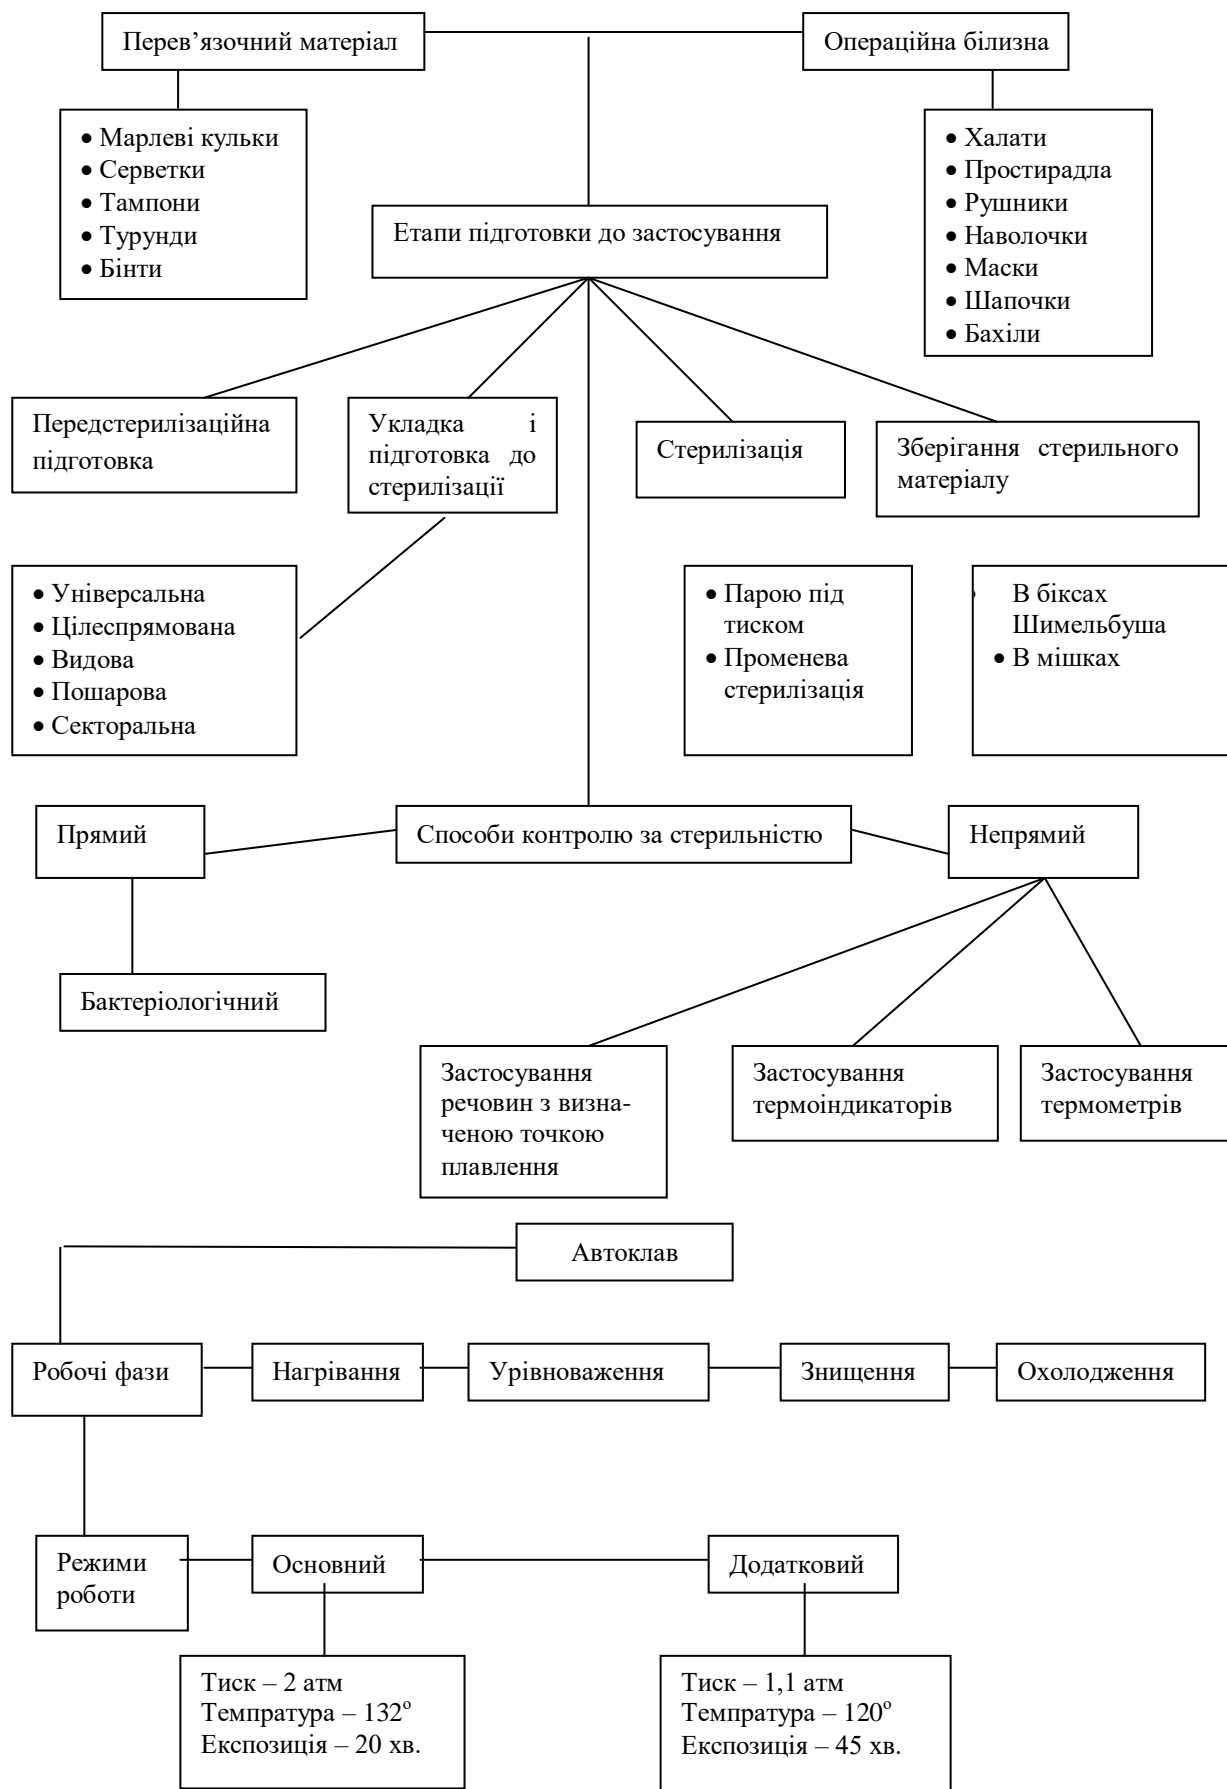 Перев’язочний матеріал
Операційна білизна
• Марлеві кульки
• Серветки
• Тампони
• Турунди
• Бінти
• Халати
• Простирадла
• Рушники
• Наволочки
• Маски
• Шапочки
• Бахіли
Етапи підготовки до застосування
Передстерилізаційна
підготовка
Укладка і
підготовка до
стерилізації
Стерилізація
Зберігання стерильного
матеріалу
• Універсальна
• Цілеспрямована
• Видова
• Пошарова
• Секторальна
• Парою під
тиском
• Променева
стерилізація
• В біксах
Шимельбуша
• В мішках
Прямий
Способи контролю за стерильністю
Непрямий
Бактеріологічний
Застосування
речовин з визна-
ченою точкою
плавлення
Застосування
термоіндикаторів
Застосування
термометрів
Автоклав
Робочі фази
Нагрівання
Урівноваження
Знищення
Охолодження
Режими
роботи
Основний
Додатковий
Тиск – 2 атм
Темпратура – 132º
Експозиція – 20 хв.
Тиск – 1,1 атм
Темпратура – 120º
Експозиція – 45 хв.